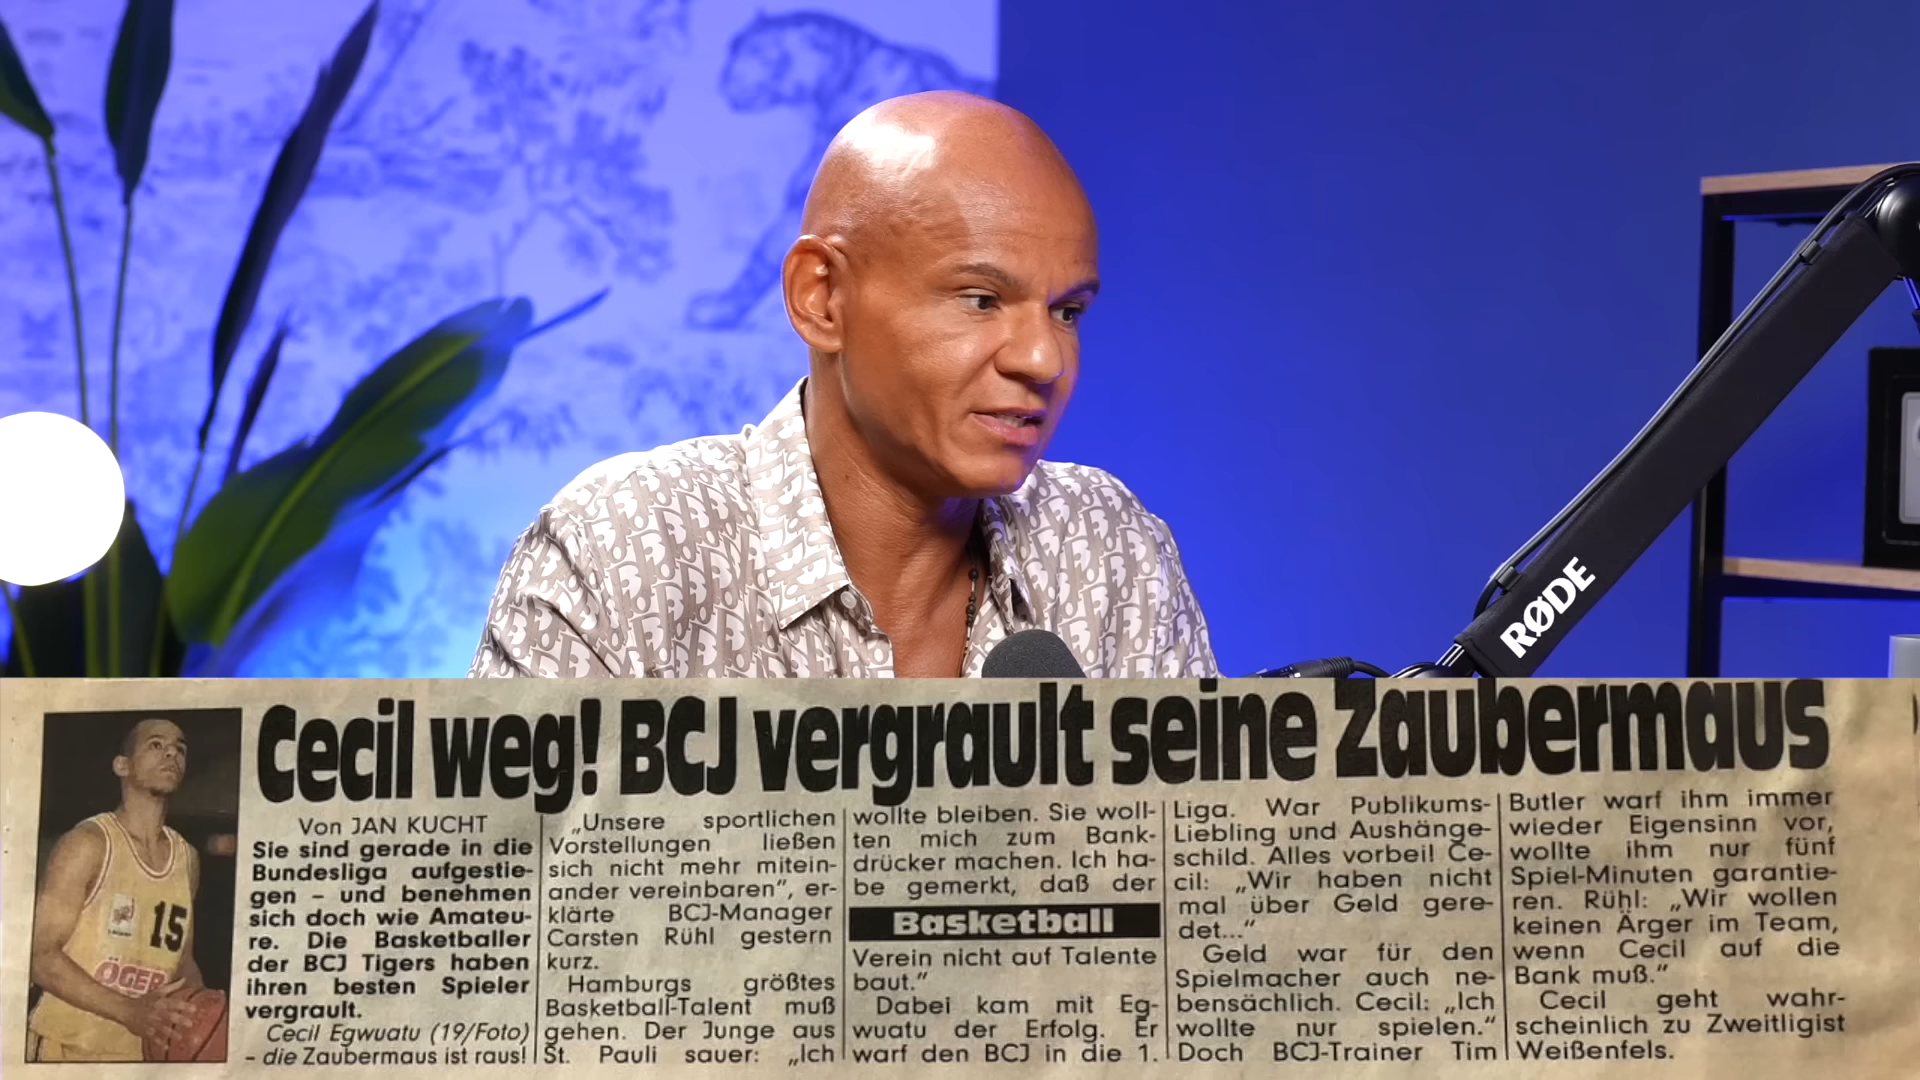 RØDE
Cecil weg! BCJ vergrault seine Zaubermaus
Von JAN KUCHT
Sie sind gerade in die
Bundesliga aufgestie-
gen – und benehmen
sich doch wie Amateu-
re. Die Basketballer
der BCJ Tigers haben
ihren besten Spieler
vergrault.
Cecil Egwuatu (19/Foto)
– die Zaubermaus ist raus!
„Unsere sportlichen
Vorstellungen ließen
sich nicht mehr mitein-
ander vereinbaren", er-
klärte BCJ-Manager
Carsten Rühl gestern
kurz.
Hamburgs größtes
Basketball-Talent muß
gehen. Der Junge aus
St. Pauli sauer: „Ich
wollte bleiben. Sie woll-
ten mich zum Bank-
drücker machen. Ich ha-
be gemerkt, daß der
Basketball
Verein nicht auf Talente
baut."
Dabei kam mit Eg-
wuatu der Erfolg. Er
warf den BCJ in die 1.
Liga. War Publikums-
Liebling und Aushänge-
schild. Alles vorbei! Ce-
cil: „Wir haben nicht
mal über Geld gere-
det..."
Geld war für den
Spielmacher auch ne-
bensächlich. Cecil: „Ich
wollte nur spielen."
Doch BCJ-Trainer Tim
Butler warf ihm immer
wieder Eigensinn vor,
wollte ihm nur fünf
Spiel-Minuten garantie-
ren. Rühl: „Wir wollen
keinen Ärger im Team,
wenn Cecil auf die
Bank muß."
Cecil geht wahr-
scheinlich zu Zweitligist
Weißenfels.
15
ÖGER